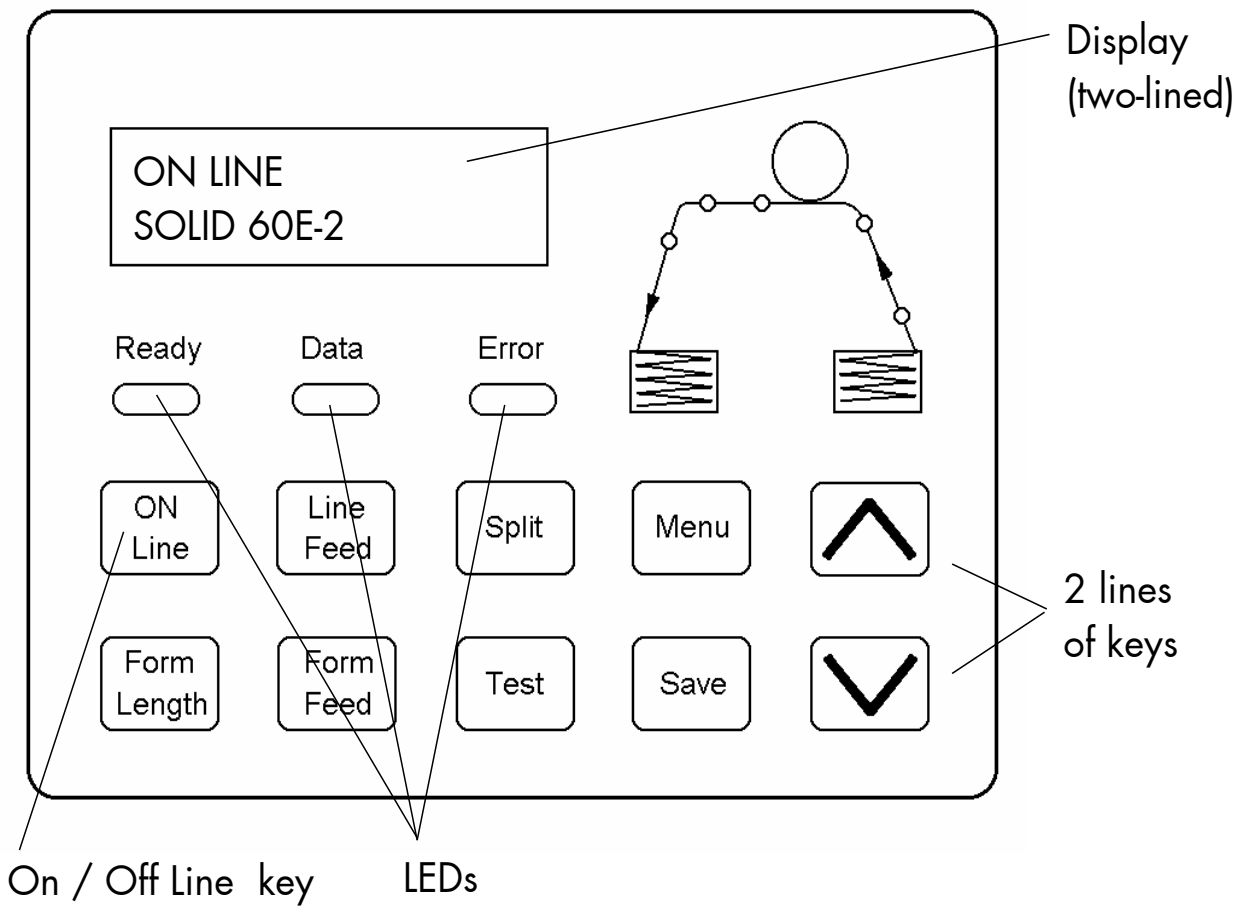 Display
(two-lined)
ON LINE
SOLID 60E-2
Ready
Data
Error
ON
Line
Line
Feed
Split
Menu
2 lines
of keys
Form
Length
Form
Feed
Test
Save
On / Off Line key
LEDs